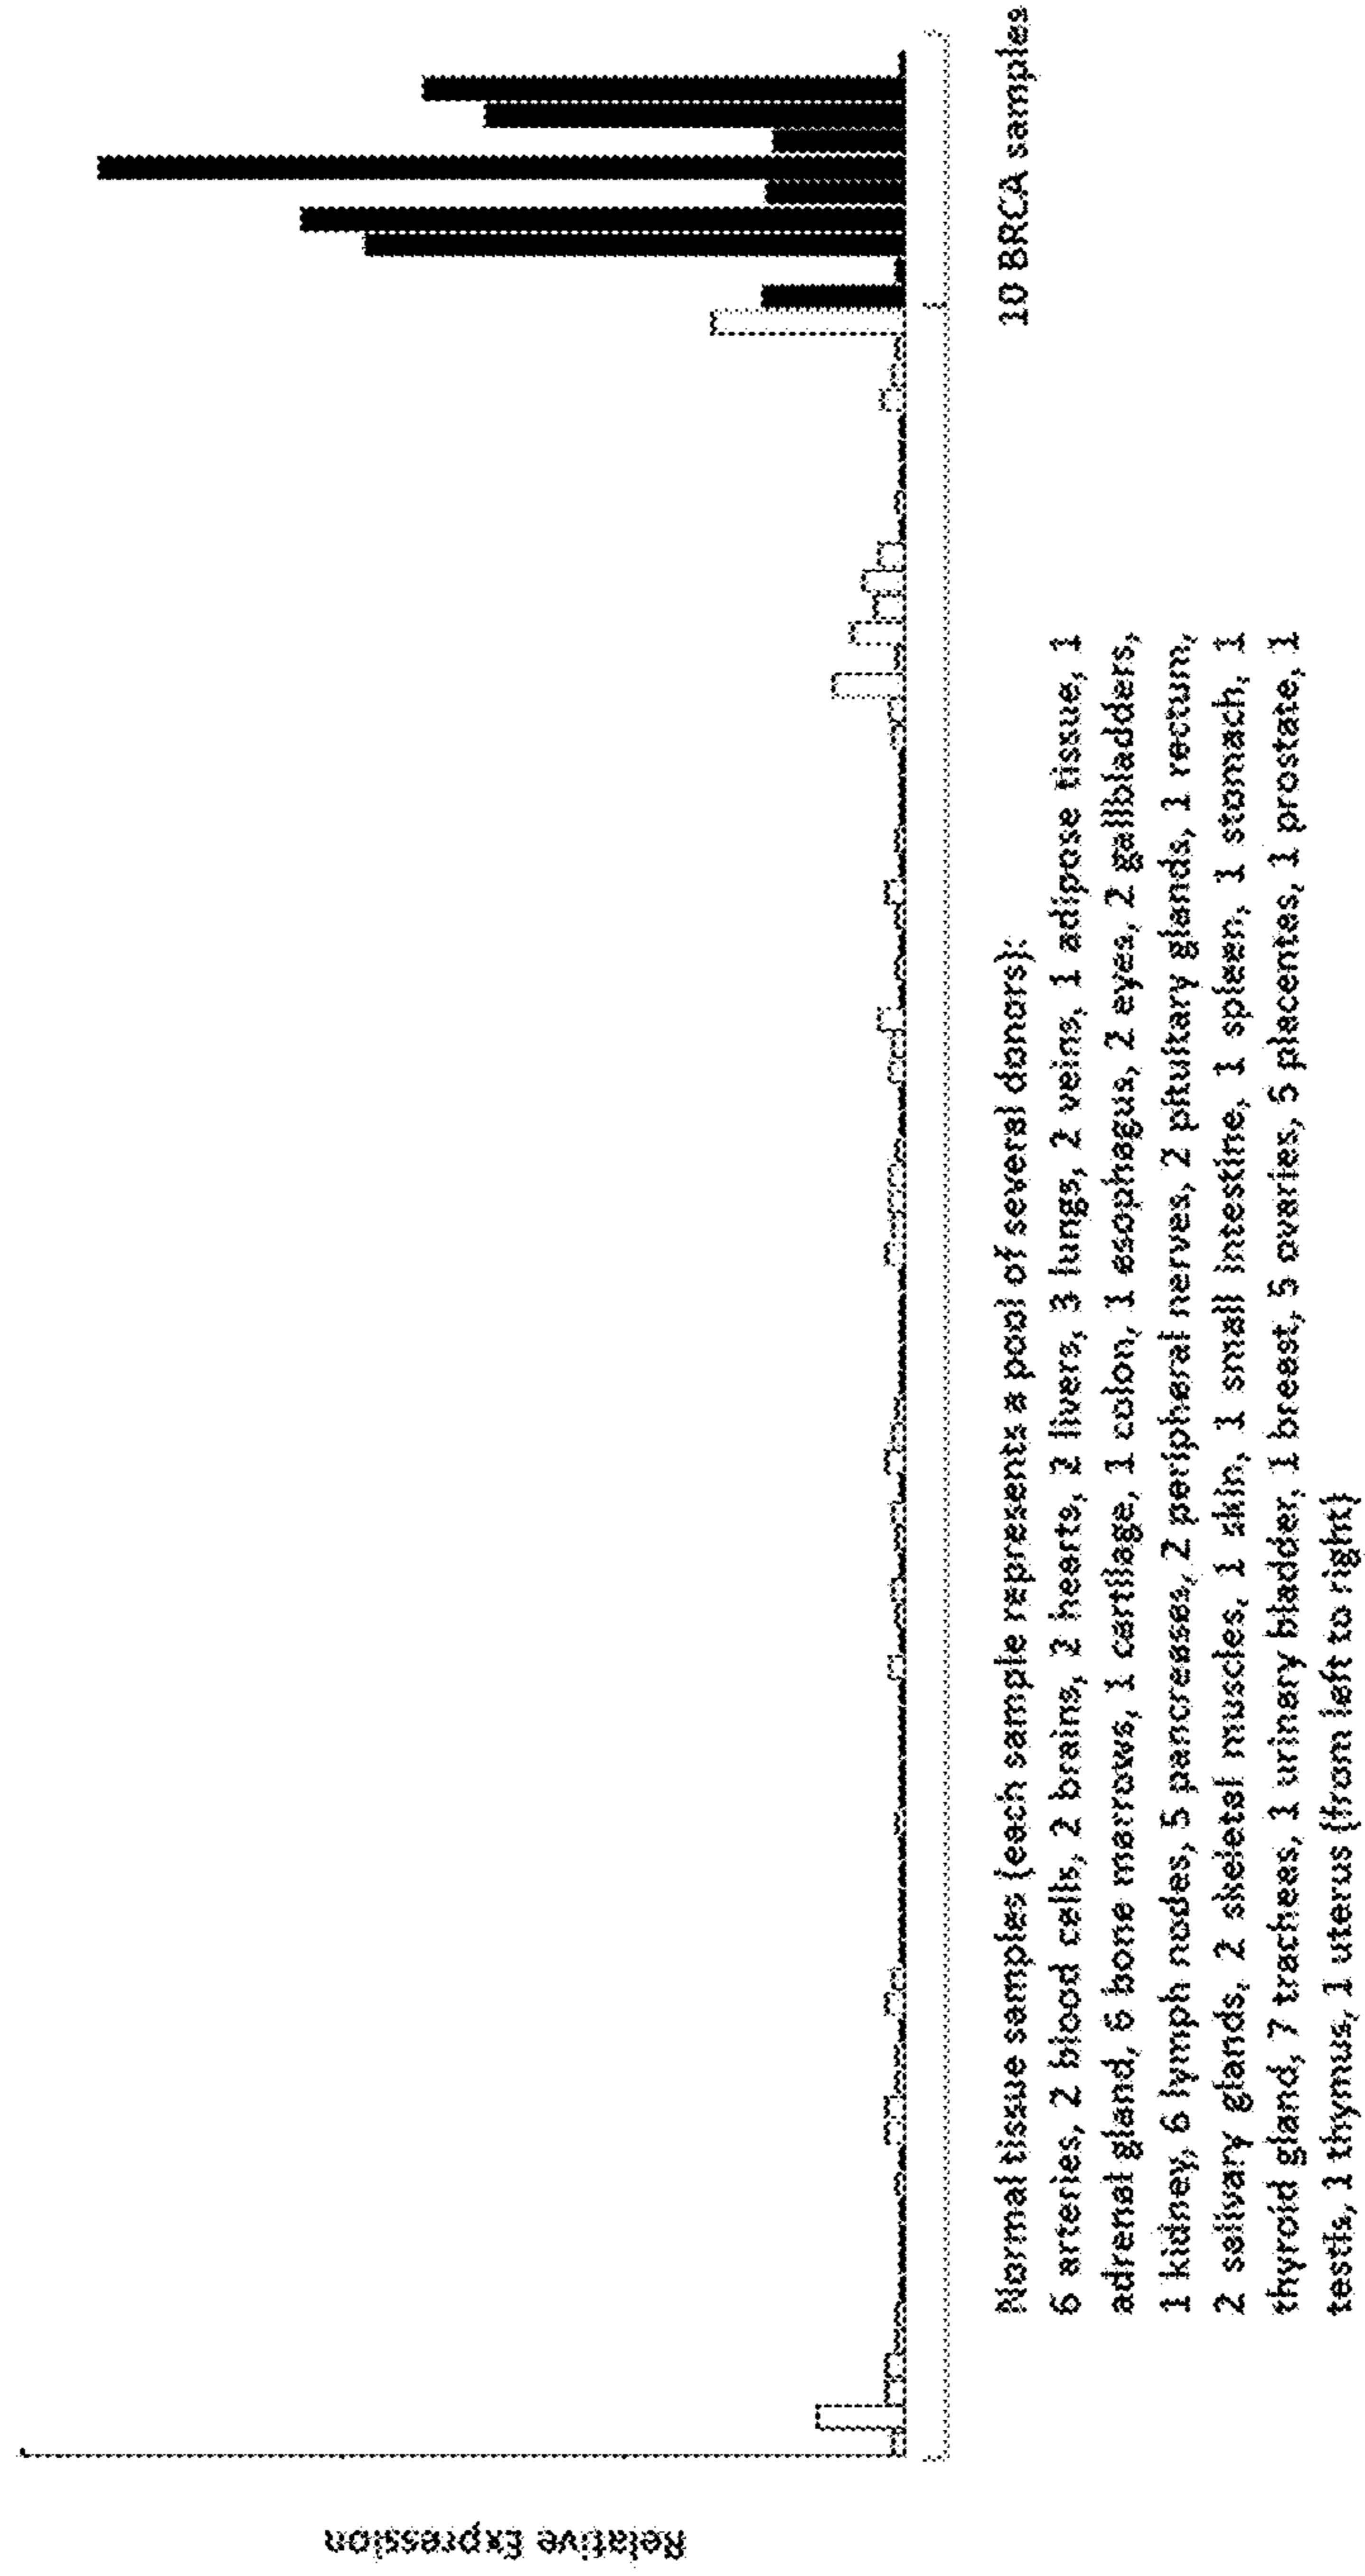 Relative Expression
10 BRCA samples
Normal tissue samples (each sample represents a pool of several donors):
6 arteries, 2 blood cells, 2 brains, 2 hearts, 2 livers, 3 lungs, 2 veins, 1 adipose tissue, 1
adrenal gland, 6 bone marrows, 1 cartilage, 1 colon, 1 esophagus, 2 eyes, 2 gallbladders,
1 kidney, 6 lymph nodes, 5 pancreases, 2 peripheral nerves, 2 pituitary glands, 1 rectum,
2 salivary glands, 2 skeletal muscles, 1 skin, 1 small intestine, 1 spleen, 1 stomach, 1
thyroid gland, 7 tracheas, 1 urinary bladder, 1 breast, 5 ovaries, 5 placentas, 1 prostate, 1
testis, 1 thymus, 1 uterus (from left to right)